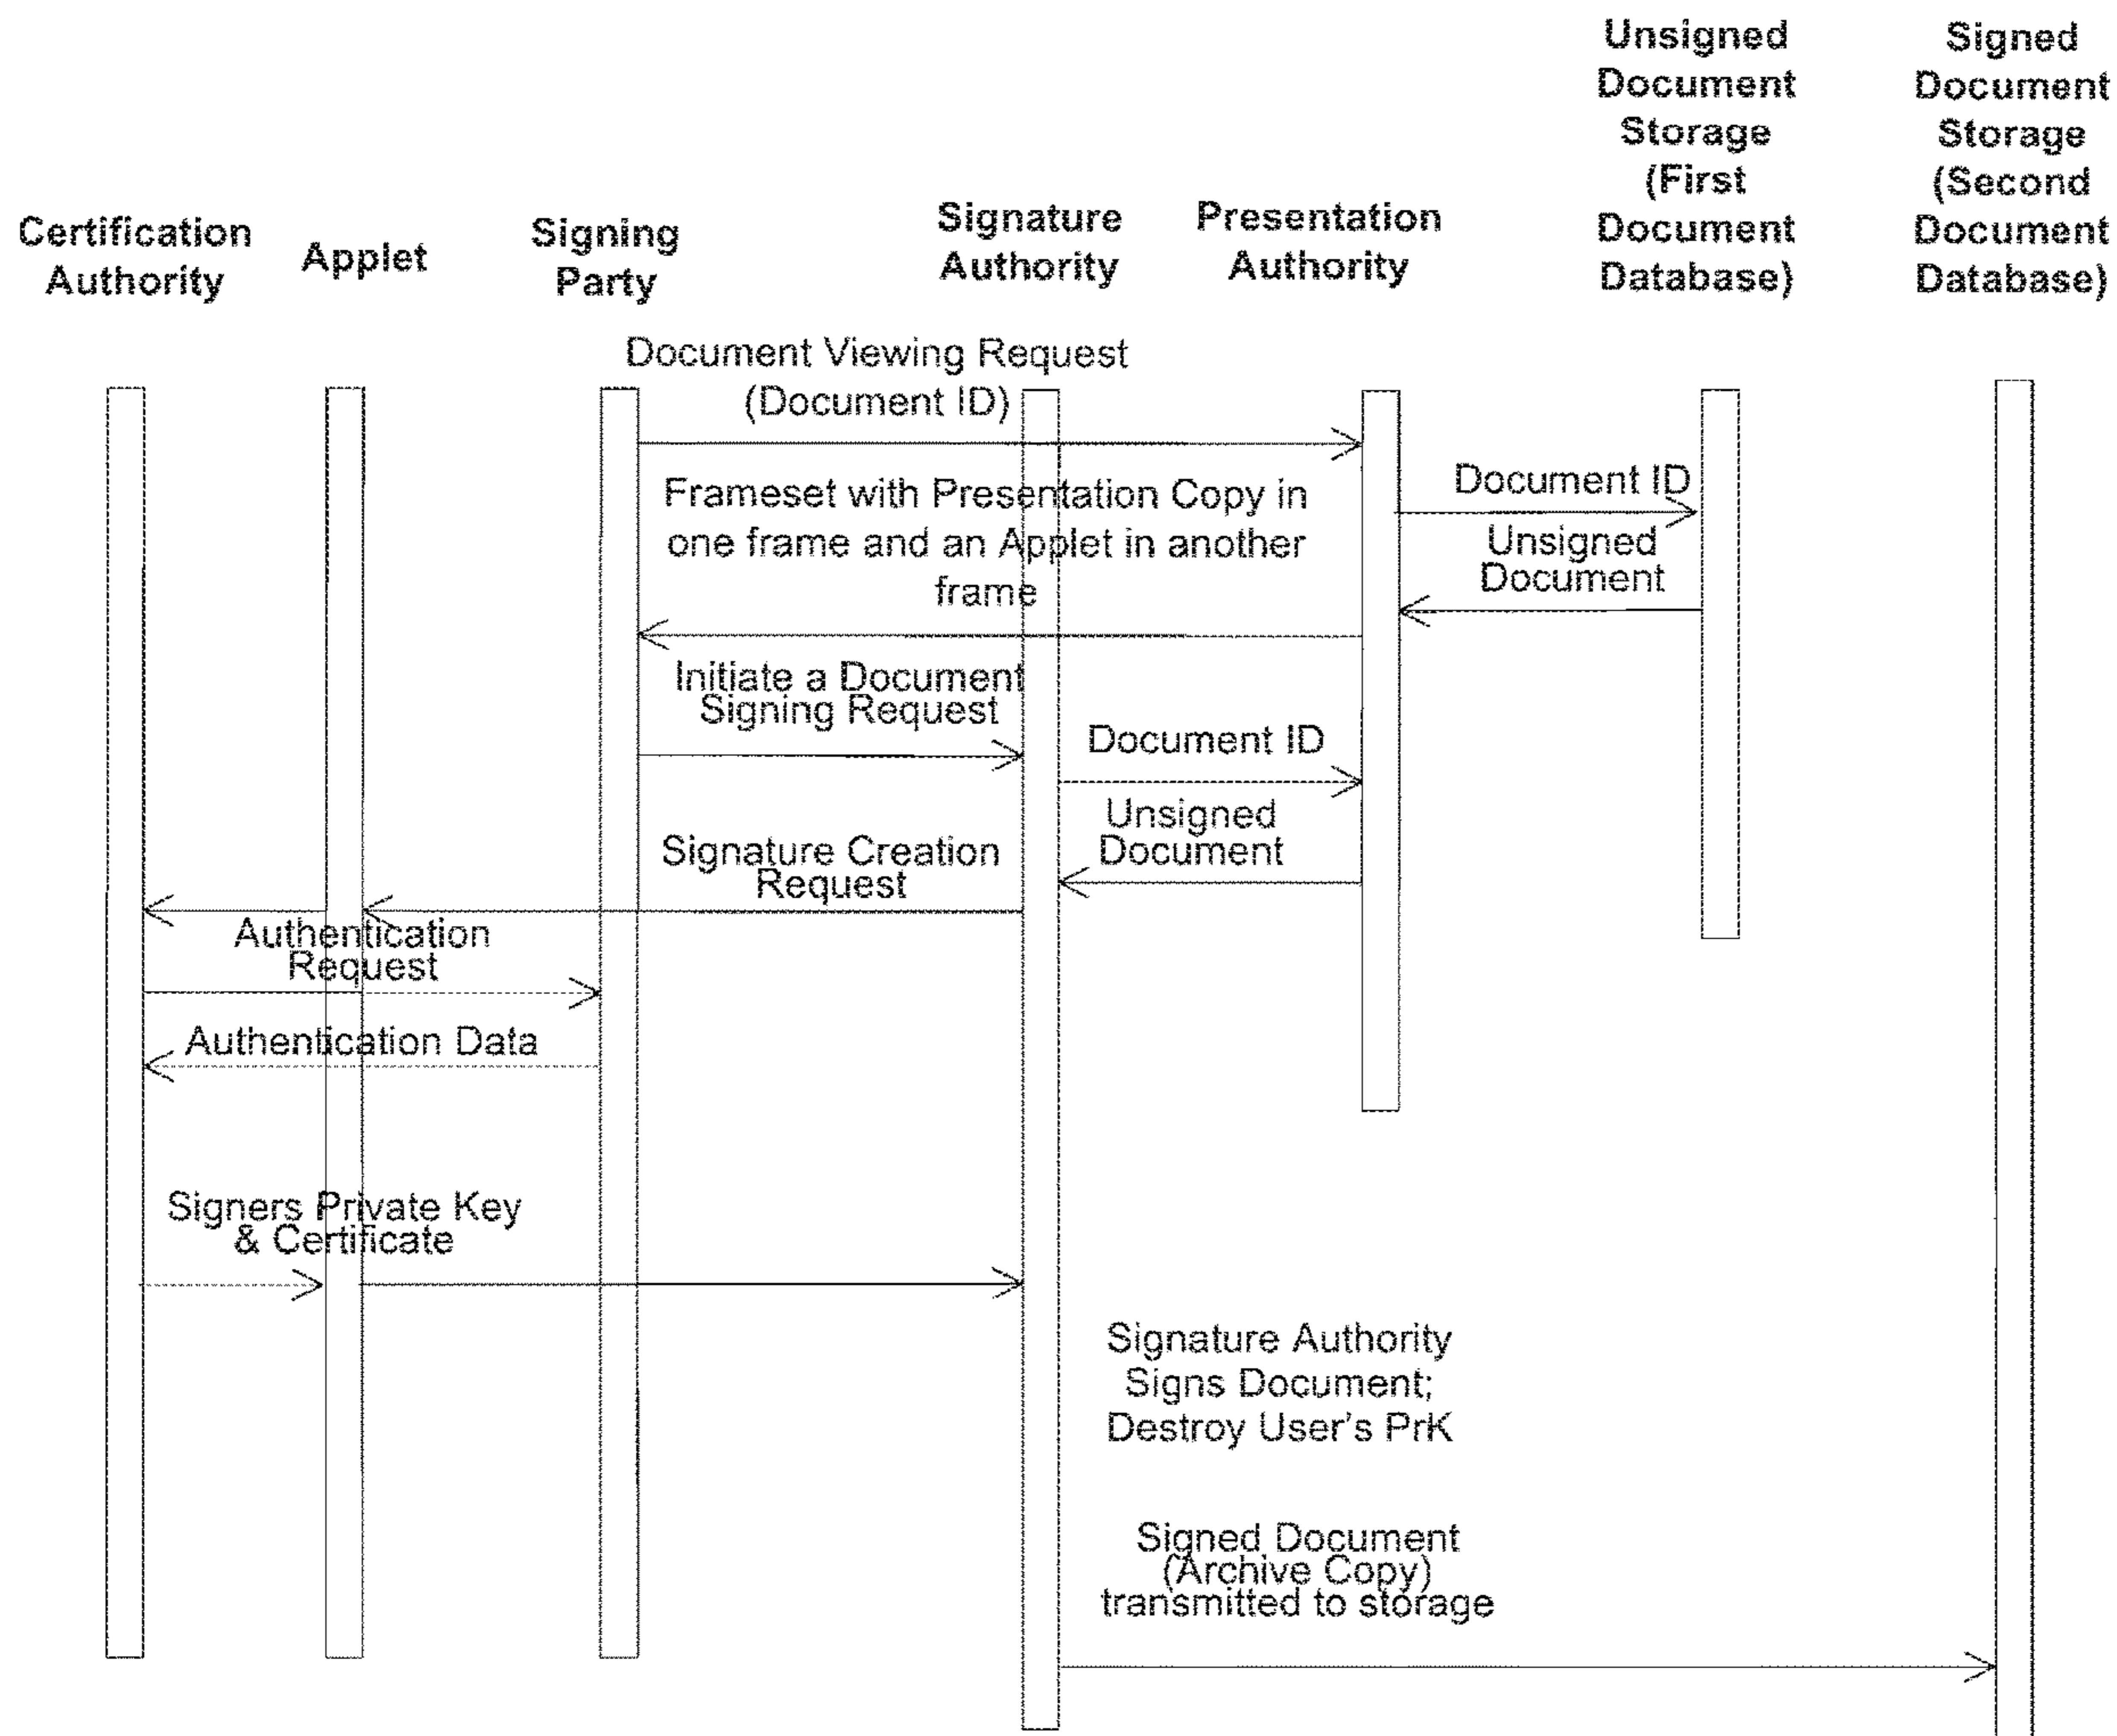 Unsigned
Document
Storage
(First
Document
Database)
Signed
Document
Storage
(Second
Document
Database)
Certification
Authority
Applet
Signing
Party
Signature
Authority
Presentation
Authority
Document Viewing Request
(Document ID)
Document ID
Frameset with Presentation Copy in
one frame and an Applet in another
frame
Unsigned
Document
Initiate a Document
Signing Request
Document ID
Unsigned
Document
Signature Creation
Request
Authentication
Request
Authentication Data
Signers Private Key
& Certificate
Signature Authority
Signs Document;
Destroy User's PrK
Signed Document
(Archive Copy)
transmitted to storage